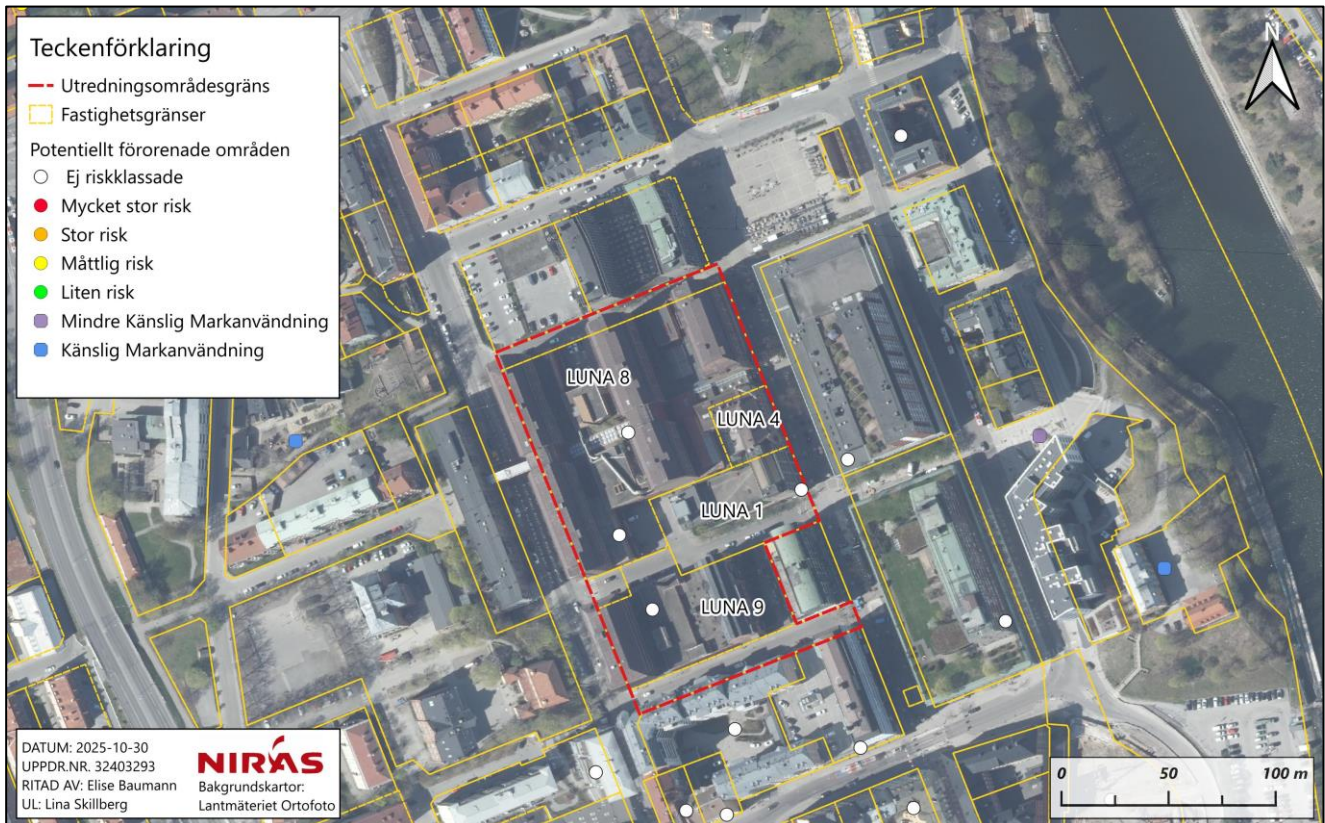 Teckenförklaring
Utredningsområdesgräns
Fastighetsgränser
Potentiellt förorenade områden
Ej riskklassade
Mycket stor risk
Stor risk
Måttlig risk
Liten risk
Mindre Känslig Markanvändning
Känslig Markanvändning
N
LUNA 8
LUNA 4
LUNA 1
LUNA 9
DATUM: 2025-10-30
UPPDR.NR. 32403293
RITAD AV: Elise Baumann
UL: Lina Skillberg
NIRAS
Bakgrundskartor:
Lantmäteriet Ortofoto
0 50 100 m